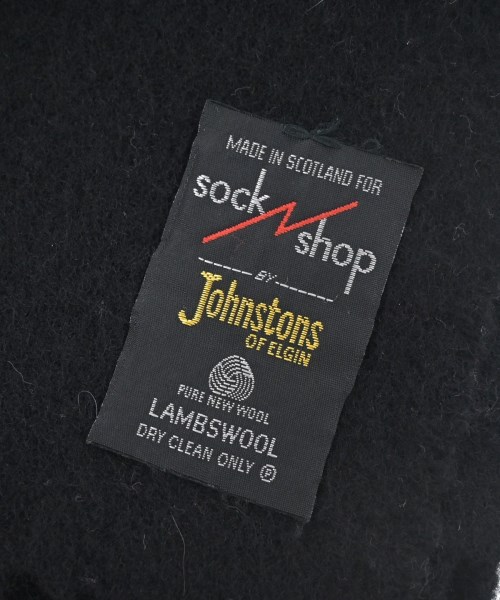 MADE IN SCOTLAND FOR
sock
shop
BY
Johnstons
OF ELGIN
PURE NEW WOOL
LAMBSWOOL
DRY CLEAN ONLY Ⓟ